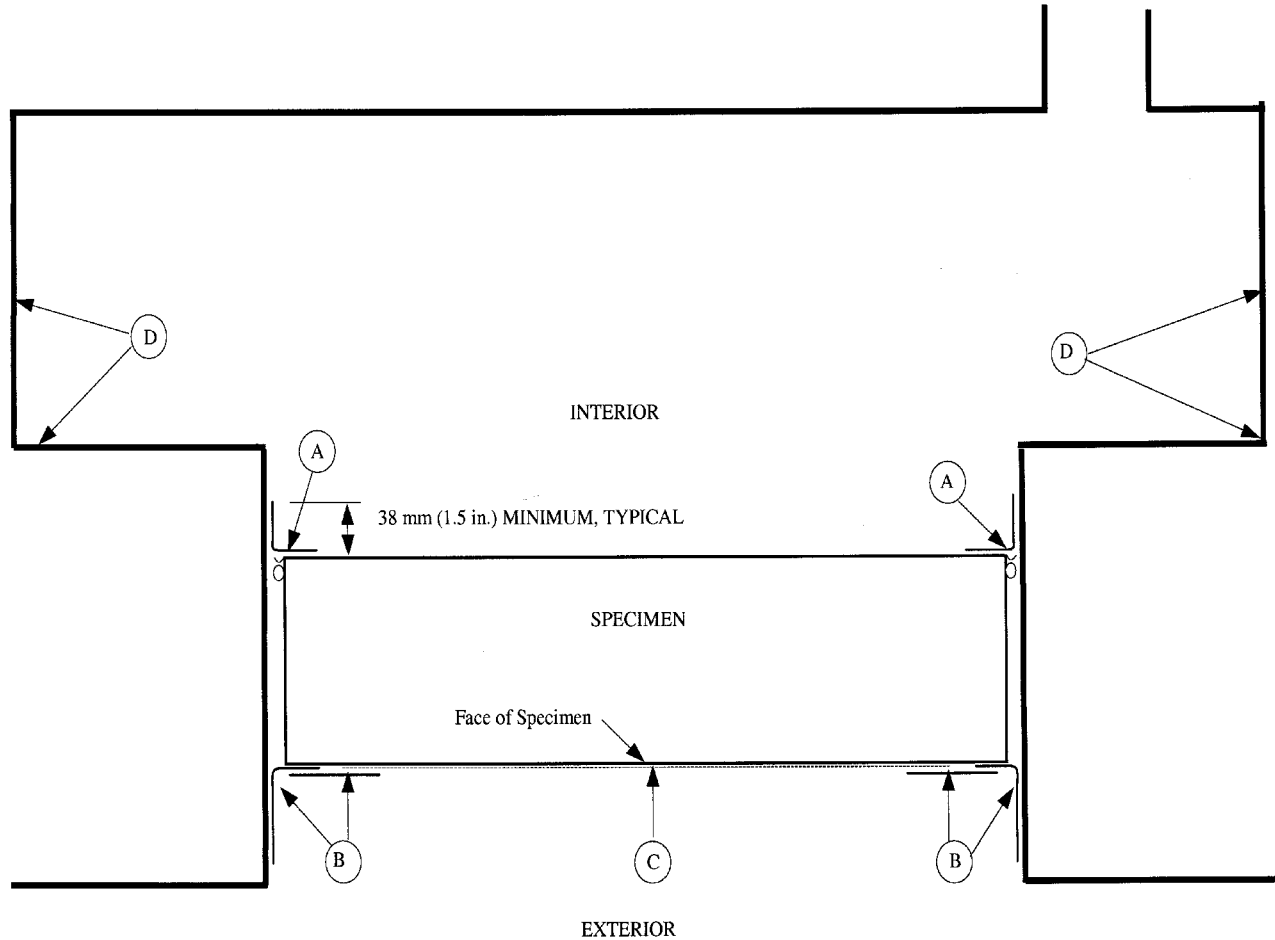 D
D
INTERIOR
A
A
38 mm (1.5 in.) MINIMUM, TYPICAL
SPECIMEN
Face of Specimen
B
C
B
EXTERIOR